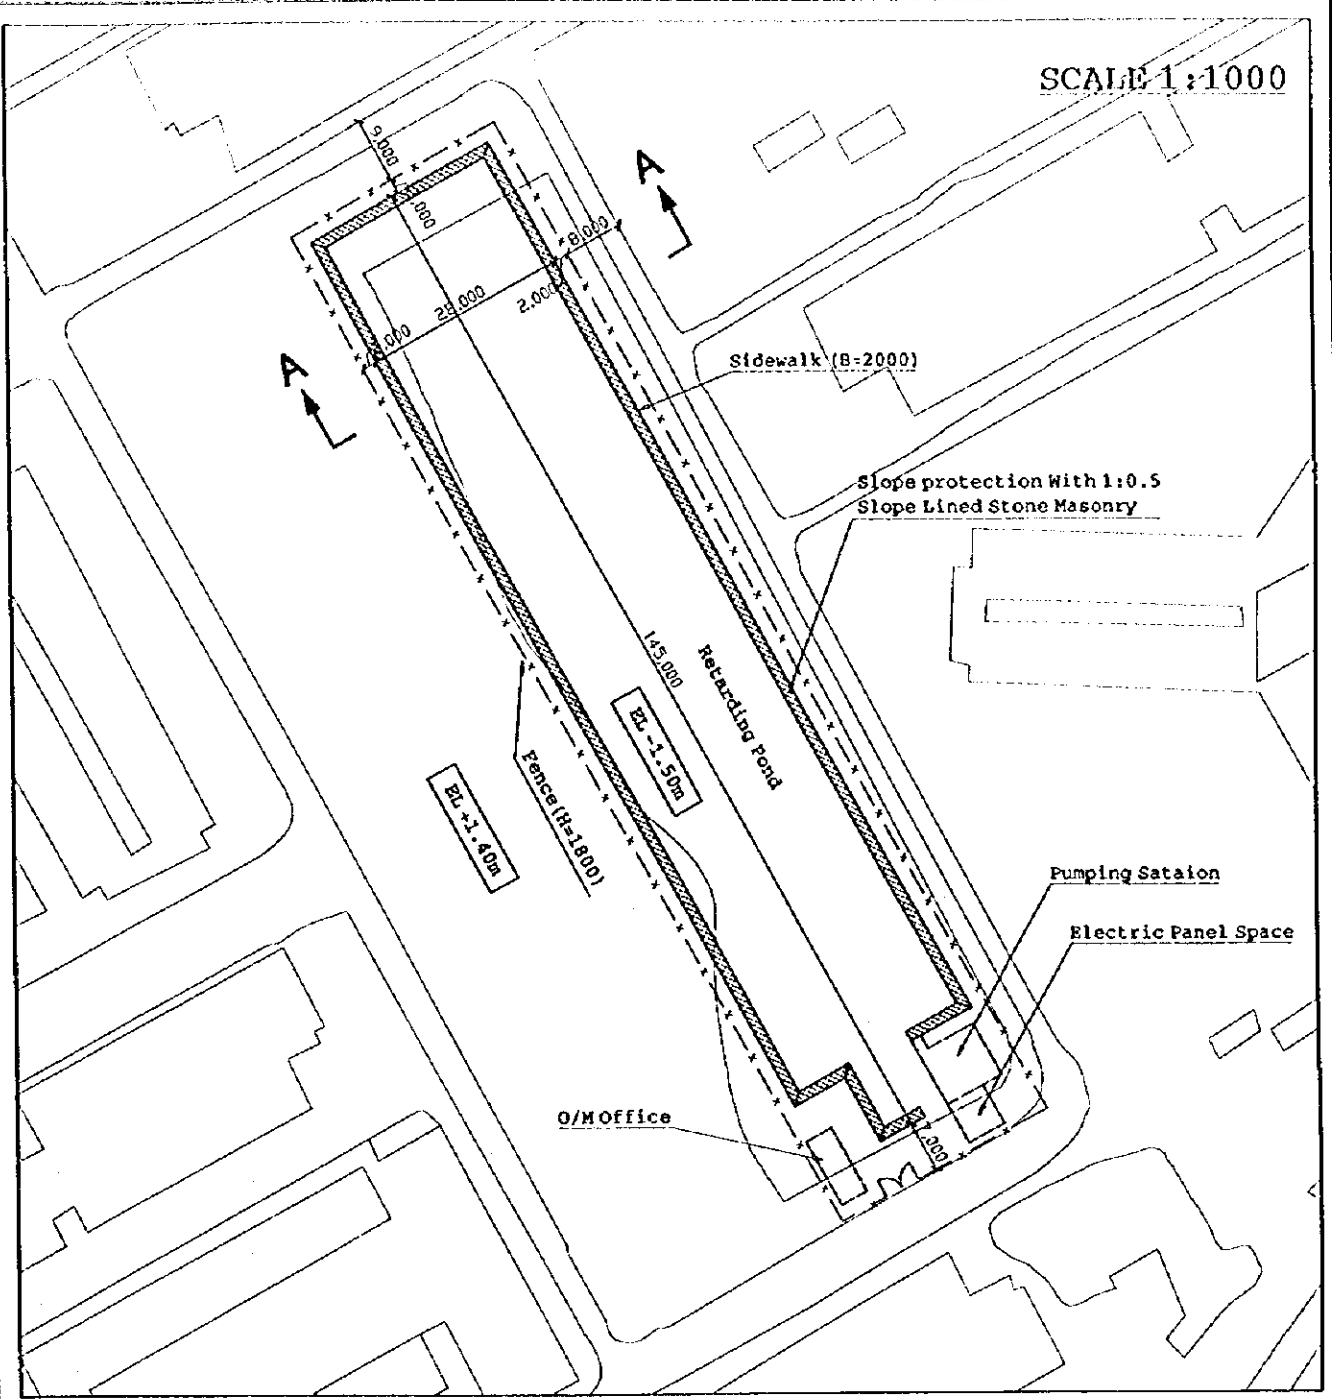 SCALE 1:1000
9,000
A
8.000
28.000
2.000
A
Sidewalk (B=2000)
Slope protection With 1:0.5
Slope Lined Stone Masonry
145,000
Retarding Pond
EL -1.50m
EL +1.40m
Fence(H=1800)
Pumping Sataion
Electric Panel Space
O/M Office